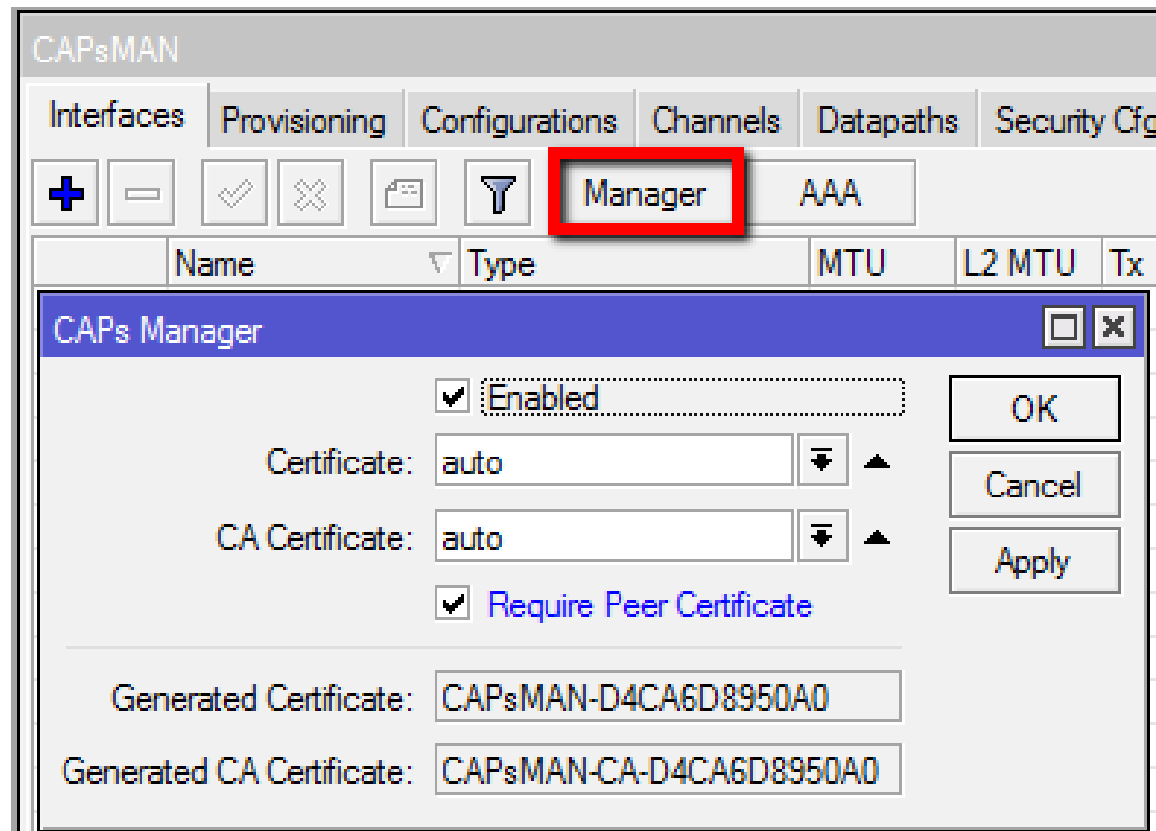 CAPsMAN
Interfaces Provisioning Configurations Channels Datapaths Security Cfg
Manager AAA
Name Type MTU L2 MTU Tx
CAPs Manager
Enabled OK
Certificate: auto
Cancel
CA Certificate: auto
Apply
Require Peer Certificate
Generated Certificate: CAPsMAN-D4CA6D8950A0
Generated CA Certificate: CAPsMAN-CA-D4CA6D8950A0